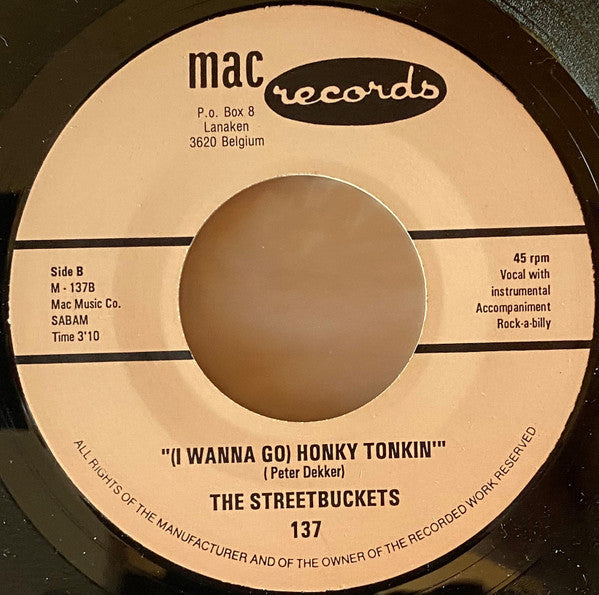 mac records
P.o. Box 8
Lanaken
3620 Belgium
Side B
M - 137B
Mac Music Co.
SABAM
Time 3'10
45 rpm
Vocal with
instrumental
Accompaniment
Rock-a-billy
"(I WANNA GO) HONKY TONKIN'"
( Peter Dekker)
THE STREETBUCKETS
137
ALL RIGHTS OF THE MANUFACTURER AND OF THE OWNER OF THE RECORDED WORK RESERVED